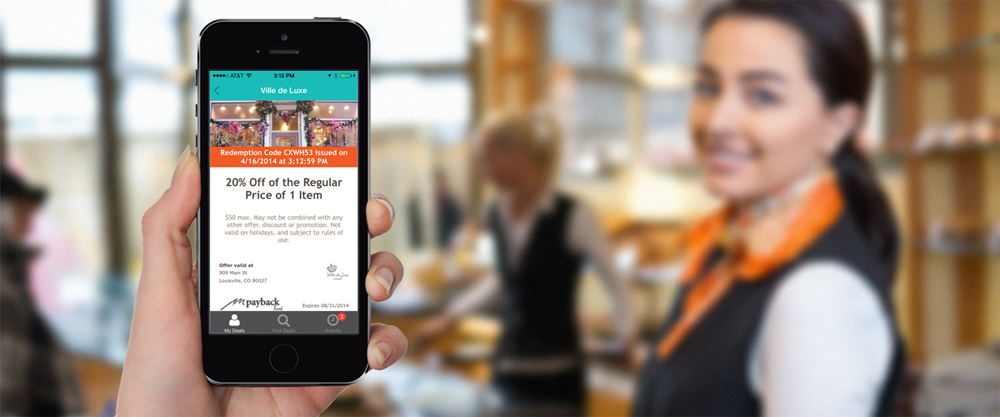 AT&T 3:13 PM
Ville de Luxe
Redemption Code CXWH53 issued on
4/16/2014 at 3:12:59 PM
20% Off of the Regular
Price of 1 Item
$50 max. May not be combined with any
other offer, discount or promotion. Not
valid on holidays, and subject to rules of
use.
Offer valid at
909 Main St
Louisville, CO 80027
payback
Expires 08/31/2014
3
My Deals Find Deals Activity